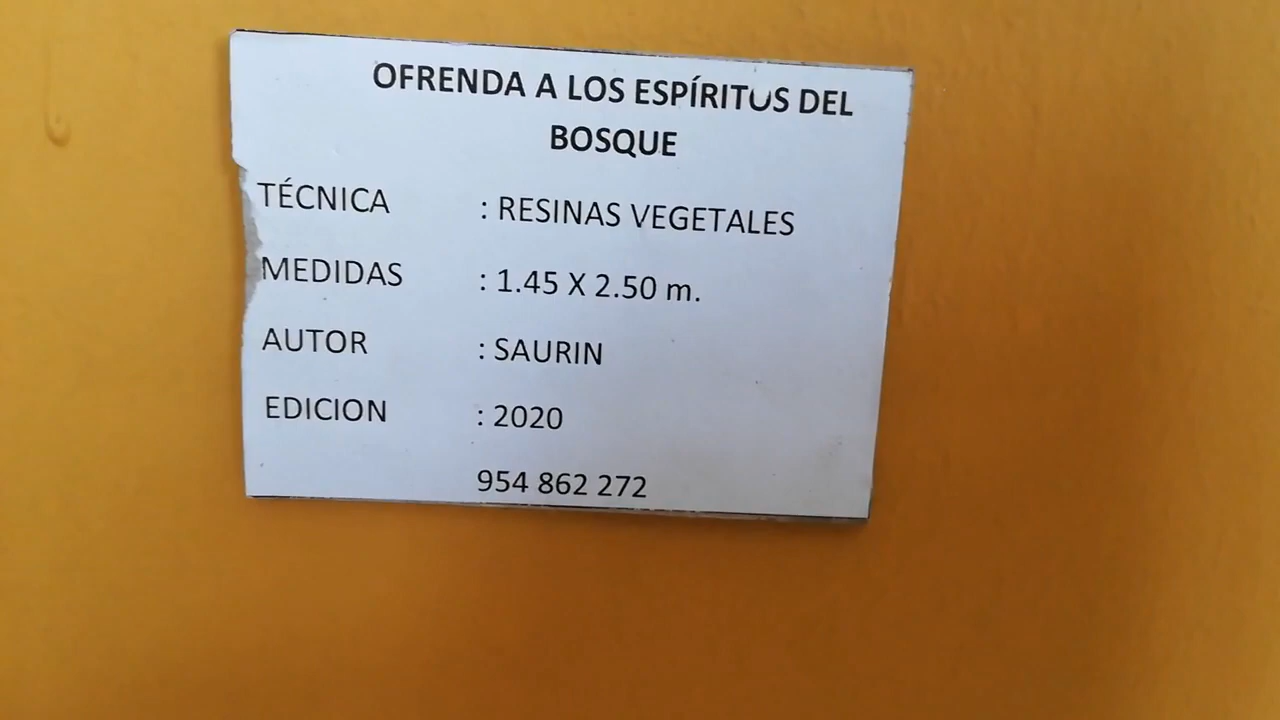 OFRENDA A LOS ESPÍRITUS DEL
BOSQUE
TÉCNICA : RESINAS VEGETALES
MEDIDAS : 1.45 X 2.50 m.
AUTOR : SAURIN
EDICION : 2020
954 862 272